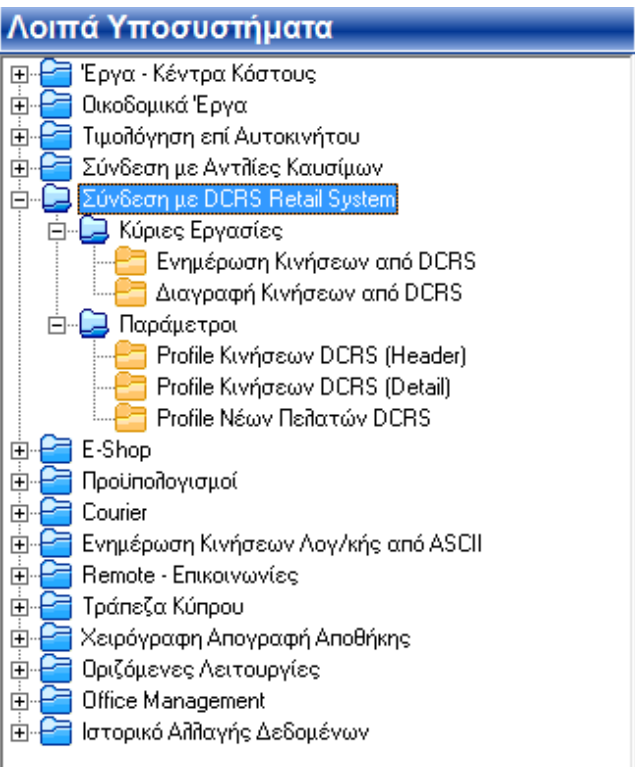 Λοιπά Υποσυστήματα
Έργα - Κέντρα Κόστους
Οικοδομικά Έργα
Τιμολόγηση επί Αυτοκινήτου
Σύνδεση με Αντλίες Καυσίμων
Σύνδεση με DCRS Retail System
Κύριες Εργασίες
Ενημέρωση Κινήσεων από DCRS
Διαγραφή Κινήσεων από DCRS
Παράμετροι
Profile Κινήσεων DCRS (Header)
Profile Κινήσεων DCRS (Detail)
Profile Νέων Πελατών DCRS
E-Shop
Προϋπολογισμοί
Courier
Ενημέρωση Κινήσεων Λογ/κής από ASCII
Remote - Επικοινωνίες
Τράπεζα Κύπρου
Χειρόγραφη Απογραφή Αποθήκης
Οριζόμενες Λειτουργίες
Office Management
Ιστορικό Αλλαγής Δεδομένων